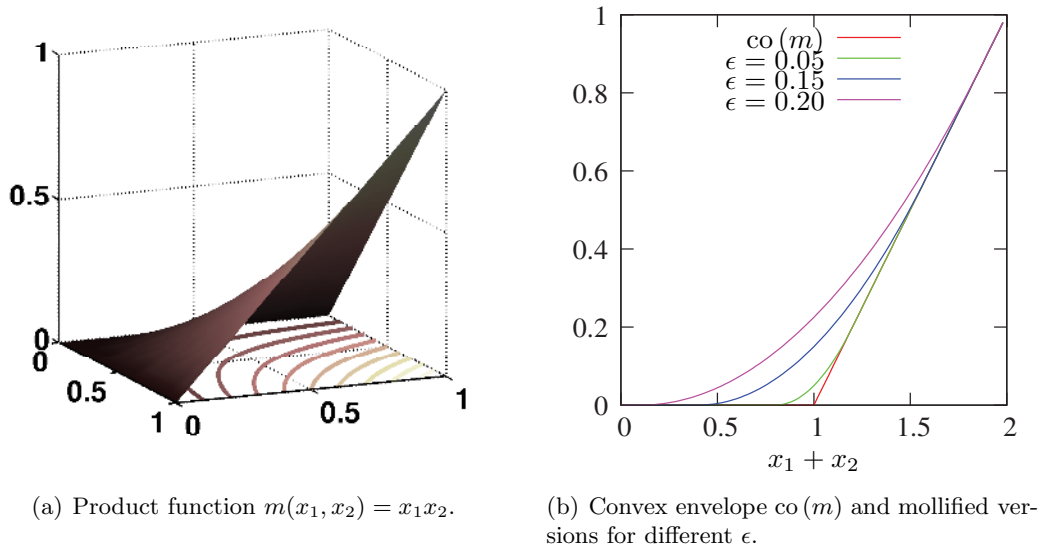 1
0.5
0
0
0.5
1
0
0.5
1
(a) Product function m(x₁, x₂) = x₁x₂.
1
0.8
0.6
0.4
0.2
0
0 0.5 1 1.5 2
x₁ + x₂
co (m)
ϵ = 0.05
ϵ = 0.15
ϵ = 0.20
(b) Convex envelope co (m) and mollified ver-
sions for different ϵ.